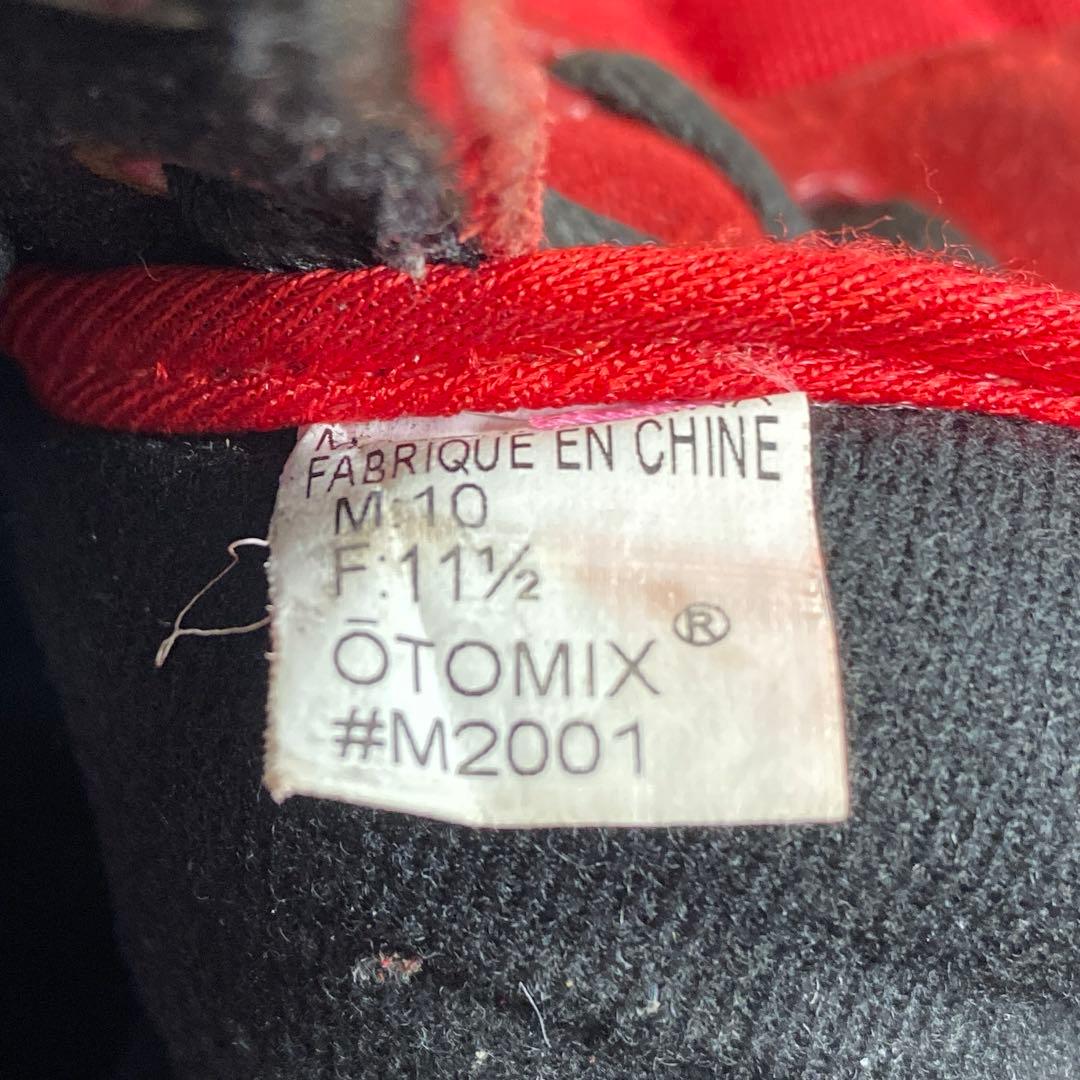 FABRIQUE EN CHINE
M:10
F:11½
ŌTOMIX®
#M2001